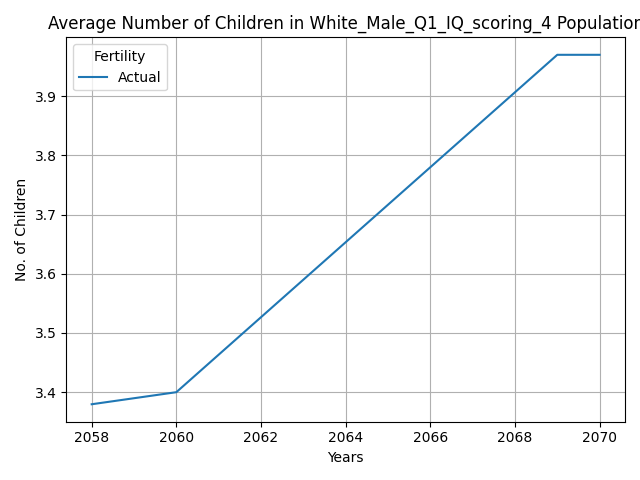 Average Number of Children in White_Male_Q1_IQ_scoring_4 Population
Fertility
Actual
3.9
3.8
3.7
3.6
3.5
3.4
No. of Children
2058 2060 2062 2064 2066 2068 2070
Years